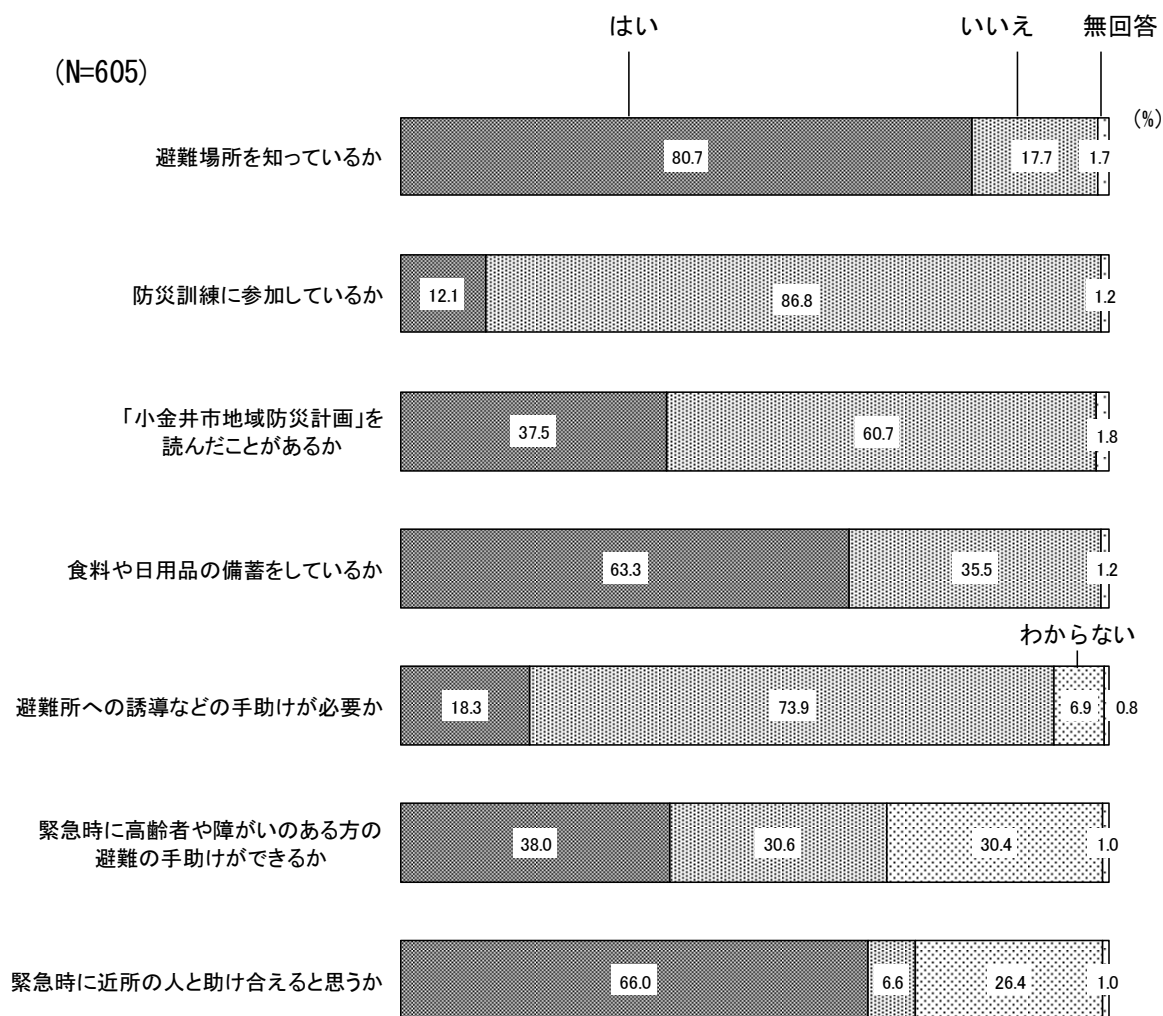 はい いいえ 無回答
(N=605)
(%)
避難場所を知っているか 80.7 17.7 1.7
防災訓練に参加しているか 12.1 86.8 1.2
「小金井市地域防災計画」を
読んだことがあるか 37.5 60.7 1.8
食料や日用品の備蓄をしているか 63.3 35.5 1.2
わからない
避難所への誘導などの手助けが必要か 18.3 73.9 6.9 0.8
緊急時に高齢者や障がいのある方の
避難の手助けができるか 38.0 30.6 30.4 1.0
緊急時に近所の人と助け合えると思うか 66.0 6.6 26.4 1.0